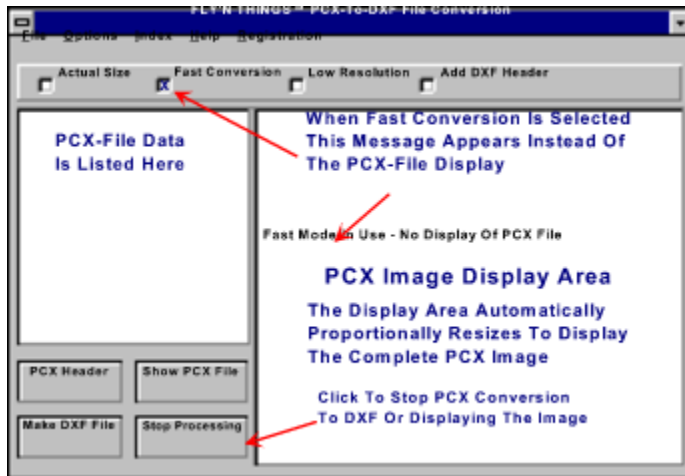 FLY'N THINGS™ PCX-To-DXF File Conversion
File Options Index Help Registration
Actual Size Fast Conversion Low Resolution Add DXF Header
PCX-File Data
Is Listed Here
When Fast Conversion Is Selected
This Message Appears Instead Of
The PCX-File Display
Fast Mode In Use - No Display Of PCX File
PCX Image Display Area
The Display Area Automatically
Proportionally Resizes To Display
The Complete PCX Image
PCX Header Show PCX File
Make DXF File Stop Processing
Click To Stop PCX Conversion
To DXF Or Displaying The Image